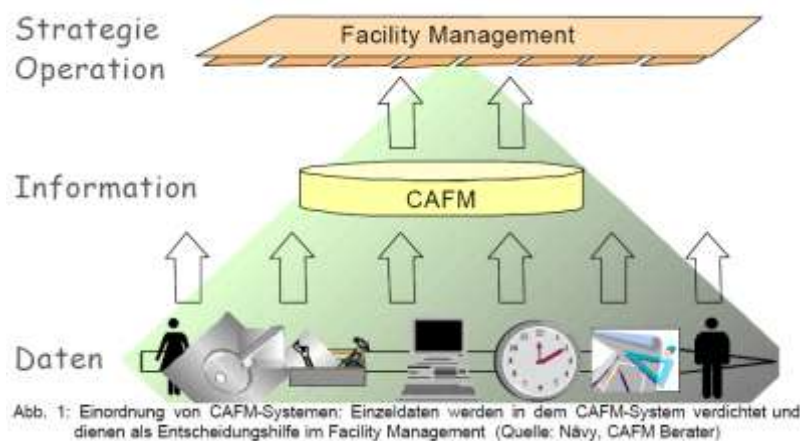 Strategie
Operation
Facility Management
Information
CAFM
Daten
Abb. 1: Einordnung von CAFM-Systemen: Einzeldaten werden in dem CAFM-System verdichtet und
dienen als Entscheidungshilfe im Facility Management (Quelle: Nävy, CAFM Berater)